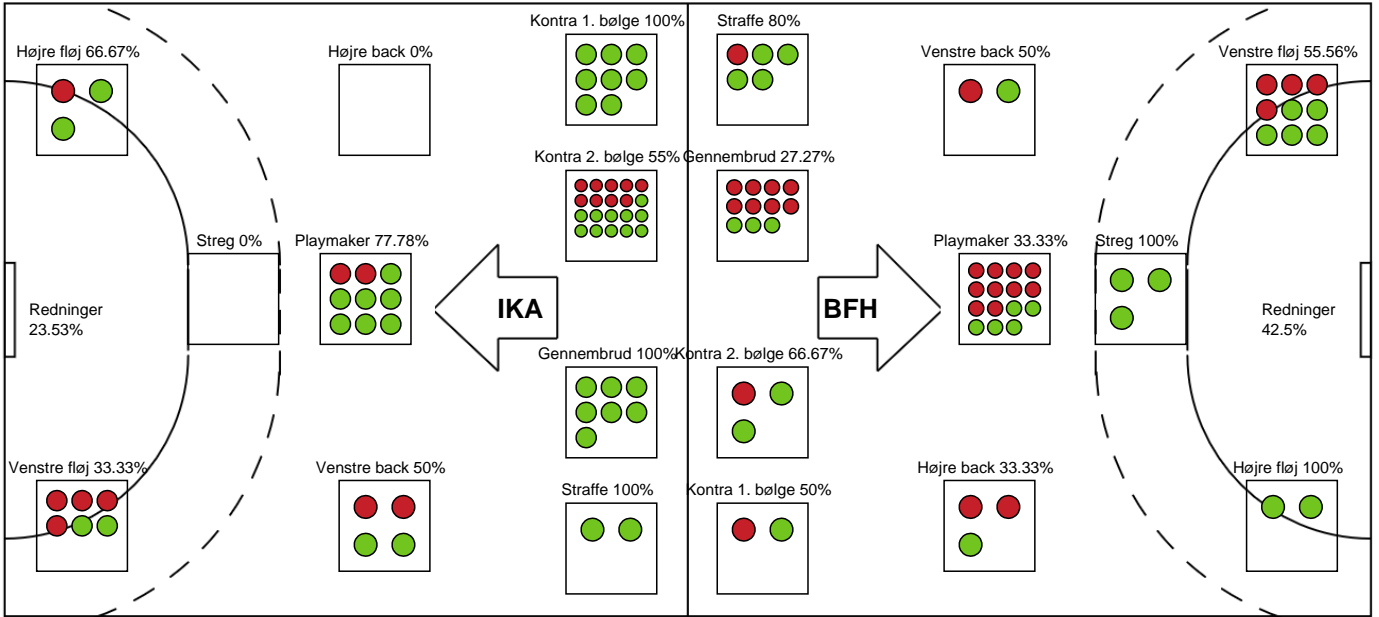 Kontra 1. bølge 100%
Straffe 80%
Højre fløj 66.67%
Højre back 0%
Venstre back 50%
Venstre fløj 55.56%
Kontra 2. bølge 55%
Gennembrud 27.27%
Streg 0%
Playmaker 77.78%
Playmaker 33.33%
Streg 100%
Redninger
23.53%
IKA
BFH
Redninger
42.5%
Gennembrud 100%
Kontra 2. bølge 66.67%
Venstre fløj 33.33%
Venstre back 50%
Straffe 100%
Kontra 1. bølge 50%
Højre back 33.33%
Højre fløj 100%